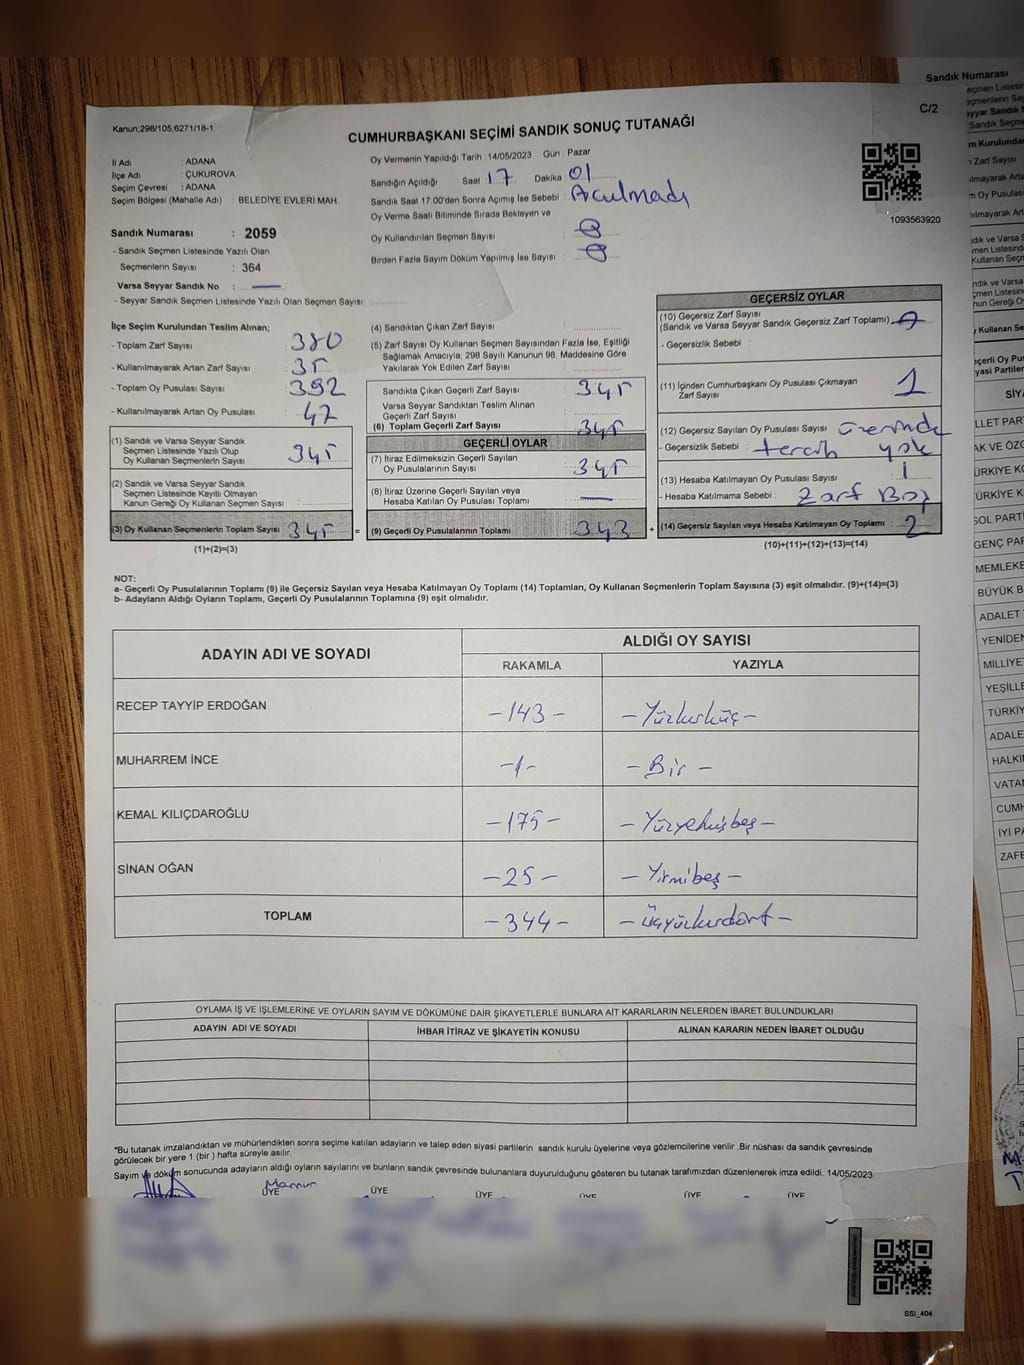 Kanun;298/105,6271/18-1
C/2
CUMHURBAŞKANI SEÇİMİ SANDIK SONUÇ TUTANAĞI
1093563920
İl Adı : ADANA
İlçe Adı : ÇUKUROVA
Seçim Çevresi : ADANA
Seçim Bölgesi (Mahalle Adı) : BELEDİYE EVLERİ MAH.
Sandık Numarası : 2059
- Sandık Seçmen Listesinde Yazılı Olan
Seçmenlerin Sayısı : 364
Varsa Seyyar Sandık No : —
- Seyyar Sandık Seçmen Listesinde Yazılı Olan Seçmen Sayısı:
Oy Vermenin Yapıldığı Tarih :14/05/2023 Gün : Pazar
Sandığın Açıldığı Saat : 17 Dakika : 01
Sandık Saat 17.00'den Sonra Açımış İse Sebebi : Açılmadı
Oy Verme Saati Bitiminde Sırada Bekleyen ve
Oy Kullandırılan Seçmen Sayısı :
Birden Fazla Sayım Döküm Yapılmış İse Sayısı :
İlçe Seçim Kurulundan Teslim Alınan;
- Toplam Zarf Sayısı : 380
- Kullanılmayarak Artan Zarf Sayısı : 35
- Toplam Oy Pusulası Sayısı : 392
- Kullanılmayarak Artan Oy Pusulası : 47
(1) Sandık ve Varsa Seyyar Sandık
Seçmen Listesinde Yazılı Olup
Oy Kullanan Seçmenlerin Sayısı : 345
(2) Sandık ve Varsa Seyyar Sandık
Seçmen Listesinde Kayıtlı Olmayan
Kanun Gereği Oy Kullanan Seçmen Sayısı :
(3) Oy Kullanan Seçmenlerin Toplam Sayısı : 345 =
(1)+(2)=(3)
(4) Sandıktan Çıkan Zarf Sayısı :
(5) Zarf Sayısı Oy Kullanan Seçmen Sayısından Fazla İse, Eşitliği
Sağlamak Amacıyla, 298 Sayılı Kanunun 98. Maddesine Göre
Yakılarak Yok Edilen Zarf Sayısı :
Sandıkta Çıkan Geçerli Zarf Sayısı : 345
Varsa Seyyar Sandıktan Teslim Alınan
Geçerli Zarf Sayısı :
(6) Toplam Geçerli Zarf Sayısı : 345
GEÇERLİ OYLAR
(7) İtiraz Edilmeksizin Geçerli Sayılan
Oy Pusulalarının Sayısı : 345
(8) İtiraz Üzerine Geçerli Sayılan veya
Hesaba Katılan Oy Pusulası Toplamı : —
(9) Geçerli Oy Pusulalarının Toplamı : 343 +
GEÇERSİZ OYLAR
(10) Geçersiz Zarf Sayısı
(Sandık ve Varsa Seyyar Sandık Geçersiz Zarf Toplamı) :
- Geçersizlik Sebebi :
(11) İçinden Cumhurbaşkanı Oy Pusulası Çıkmayan
Zarf Sayısı : 1
(12) Geçersiz Sayılan Oy Pusulası Sayısı : üzerinde
- Geçersizlik Sebebi : tercih yok
(13) Hesaba Katılmayan Oy Pusulası Sayısı : 1
- Hesaba Katılmama Sebebi : Zarf Boş
(14) Geçersiz Sayılan veya Hesaba Katılmayan Oy Toplamı : 2
(10)+(11)+(12)+(13)=(14)
NOT:
a- Geçerli Oy Pusulalarının Toplamı (9) ile Geçersiz Sayılan veya Hesaba Katılmayan Oy Toplamı (14) Toplamları, Oy Kullanan Seçmenlerin Toplam Sayısına (3) eşit olmalıdır. (9)+(14)=(3)
b- Adayların Aldığı Oyların Toplamı, Geçerli Oy Pusulalarının Toplamına (9) eşit olmalıdır.
ADAYIN ADI VE SOYADI ALDIĞI OY SAYISI
RAKAMLA YAZIYLA
RECEP TAYYİP ERDOĞAN -143- -Yüzkırküç-
MUHARREM İNCE -1- -Bir-
KEMAL KILIÇDAROĞLU -175- -Yüzyetmişbeş-
SİNAN OĞAN -25- -Yirmibeş-
TOPLAM -344- -Üçyüzkırdört-
OYLAMA İŞ VE İŞLEMLERİNE VE OYLARIN SAYIM VE DÖKÜMÜNE DAİR ŞİKAYETLERLE BUNLARA AİT KARARLARIN NELERDEN İBARET BULUNDUKLARI
ADAYIN ADI VE SOYADI İHBAR İTİRAZ VE ŞİKAYETİN KONUSU ALINAN KARARIN NEDEN İBARET OLDUĞU
*Bu tutanak imzalandıktan ve mühürlendikten sonra seçime katılan adayların ve talep eden siyasi partilerin sandık kurulu üyelerine veya gözlemcilerine verilir .Bir nüshası da sandık çevresinde
görülecek bir yere 1 (bir ) hafta süreyle asılır.
Sayım ve döküm sonucunda adayların aldığı oyların sayılarını ve bunların sandık çevresinde bulunanlara duyurulduğunu gösteren bu tutanak tarafımızdan düzenlenerek imza edildi. 14/05/2023
Memur
ÜYE ÜYE ÜYE ÜYE ÜYE ÜYE
SSI_404
Sandık Numarası
SİYA
SOL PARTİ
GENÇ PAR
MEMLEKE
BÜYÜK B
ADALET
YENİDEN
MİLLİYE
YEŞİLLE
TÜRKİY
ADALE
HALKI
VATA
CUMH
İYİ PA
ZAFE